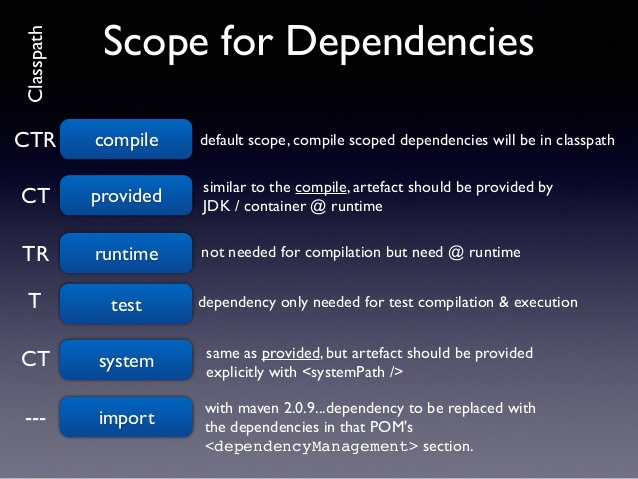 Classpath
Scope for Dependencies
CTR
compile
default scope, compile scoped dependencies will be in classpath
CT
provided
similar to the compile, artefact should be provided by
JDK / container @ runtime
TR
runtime
not needed for compilation but need @ runtime
T
test
dependency only needed for test compilation & execution
CT
system
same as provided, but artefact should be provided
explicitly with <systemPath />
---
import
with maven 2.0.9...dependency to be replaced with
the dependencies in that POM's
<dependencyManagement> section.